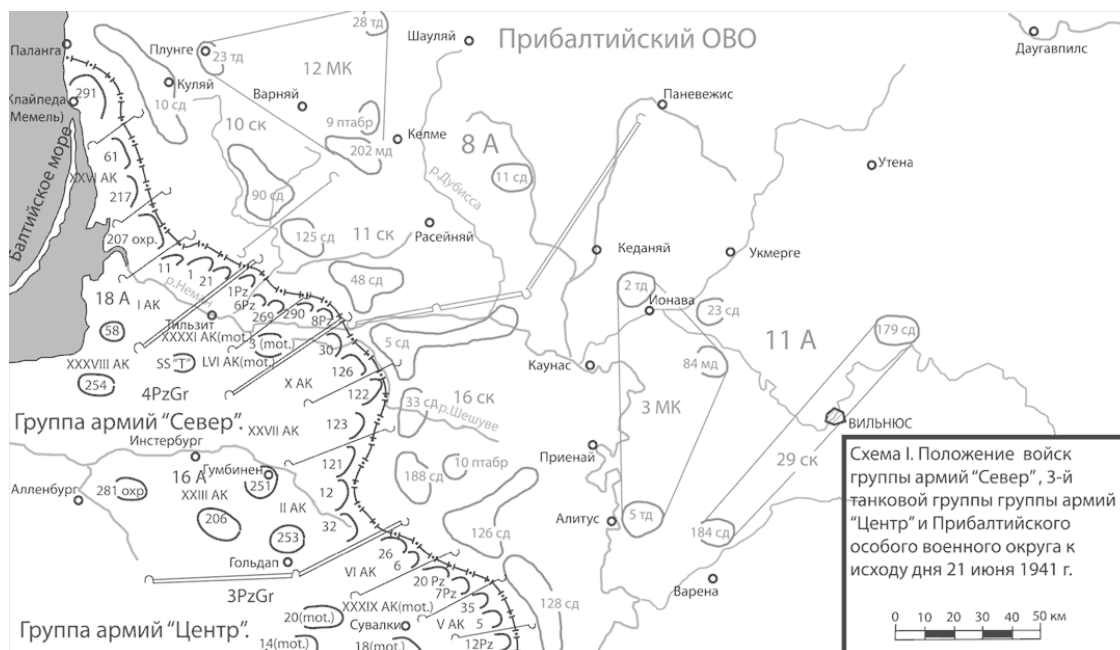 28 тд
Паланга
Плунге
23 тд
Шауляй
Прибалтийский ОВО
Даугавпилс
12 МК
Куляй
Клайпеда
(Мемель)
291
10 сд
Варняй
Паневежис
9 птабр
10 ск
Келме
8 А
202 мд
61
XXVI АК
Утена
Балтийское море
217
90 сд
р.Дубисса
11 сд
207 охр.
125 сд
11 ск
Расейняй
Кеданяй
Укмерге
11
1
21
1Pz
6Pz
269
290
8Pz
р.Неман
48 сд
2 тд
18 А
I АК
Ионава
23 сд
58
Тильзит
XXXXI АК(mot.)
3 (mot.)
30
5 сд
11 А
179 сд
XXXVIII АК
SS "T"
LVI АК(mot.)
126
Каунас
84 мд
254
4PzGr
X АК
122
16 ск
3 МК
33 сд
р.Шешуве
Группа армий "Север".
XXVII АК
123
ВИЛЬНЮС
Инстербург
121
Приенай
29 ск
16 А
Гумбинен
251
10 птабр
188 сд
Алленбург
281 охр.
XXIII АК
12
206
II АК
32
126 сд
Алитус
5 тд
184 сд
253
Гольдап
26
6
VI АК
20 Pz
7Pz
3PzGr
XXXIX АК(mot.)
35
128 сд
Варена
20(mot.)
Сувалки
V АК
5
Группа армий "Центр".
14(mot.)
18(mot.)
12Pz
Схема I. Положение войск
группы армий "Север", 3-й
танковой группы группы армий
"Центр" и Прибалтийского
особого военного округа к
исходу дня 21 июня 1941 г.
0 10 20 30 40 50 км